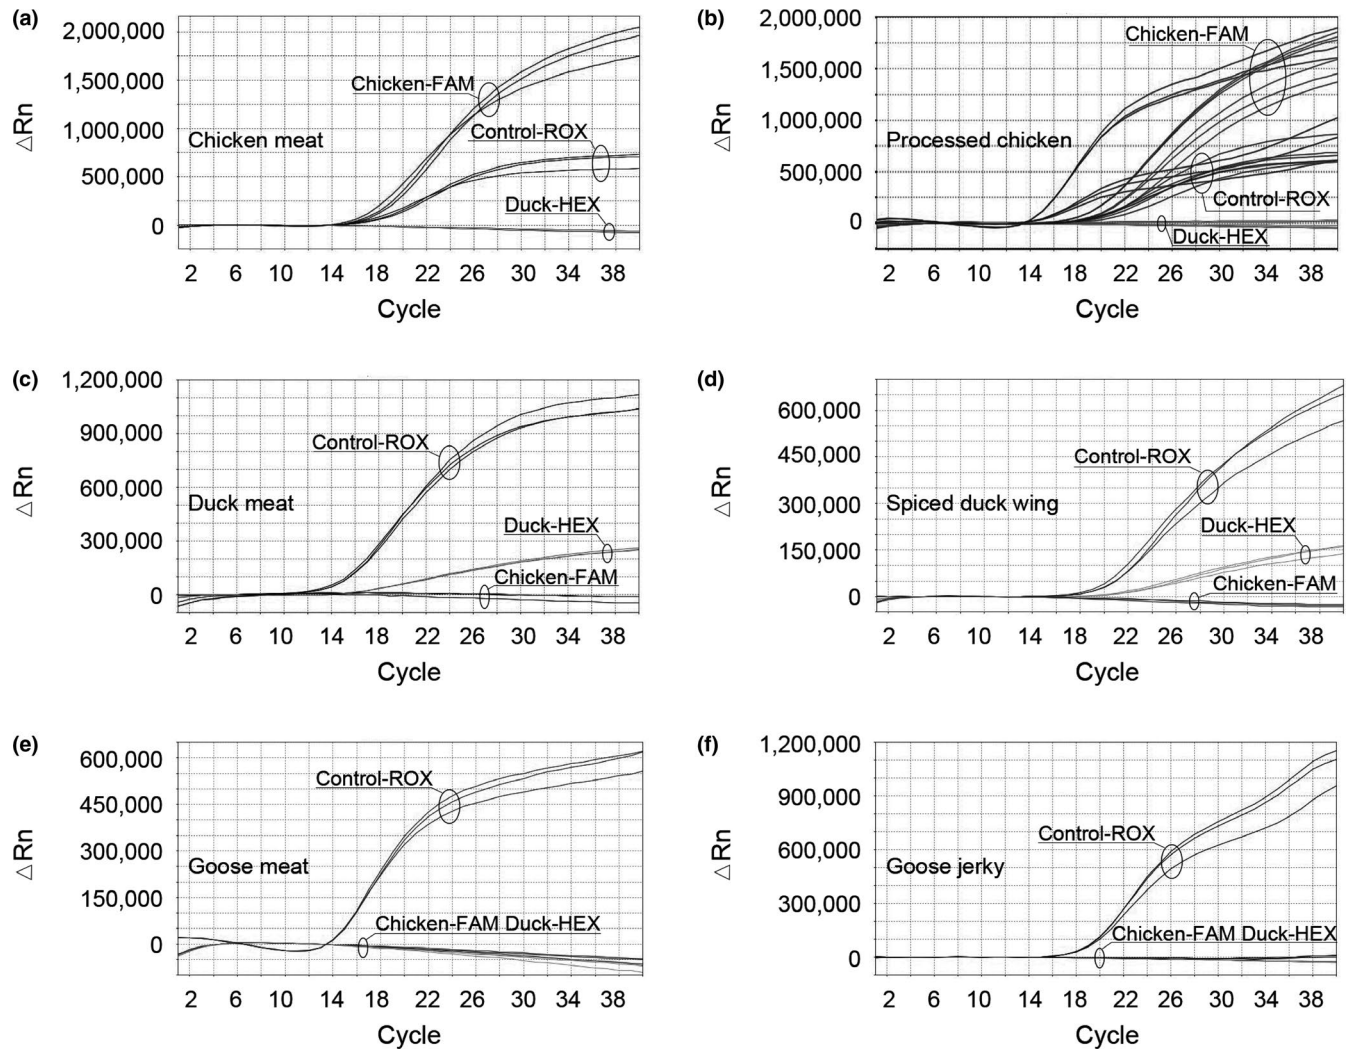 (a)
2,000,000
1,500,000
1,000,000
500,000
0
△Rn
Chicken-FAM
Control-ROX
Chicken meat
Duck-HEX
2 6 10 14 18 22 26 30 34 38
Cycle
(b)
2,000,000
1,500,000
1,000,000
500,000
0
△Rn
Chicken-FAM
Processed chicken
Control-ROX
Duck-HEX
2 6 10 14 18 22 26 30 34 38
Cycle
(c)
1,200,000
900,000
600,000
300,000
0
△Rn
Control-ROX
Duck meat
Duck-HEX
Chicken-FAM
2 6 10 14 18 22 26 30 34 38
Cycle
(d)
600,000
450,000
300,000
150,000
0
△Rn
Control-ROX
Spiced duck wing
Duck-HEX
Chicken-FAM
2 6 10 14 18 22 26 30 34 38
Cycle
(e)
600,000
450,000
300,000
150,000
0
△Rn
Control-ROX
Goose meat
Chicken-FAM Duck-HEX
2 6 10 14 18 22 26 30 34 38
Cycle
(f)
1,200,000
900,000
600,000
300,000
0
△Rn
Control-ROX
Goose jerky
Chicken-FAM Duck-HEX
2 6 10 14 18 22 26 30 34 38
Cycle